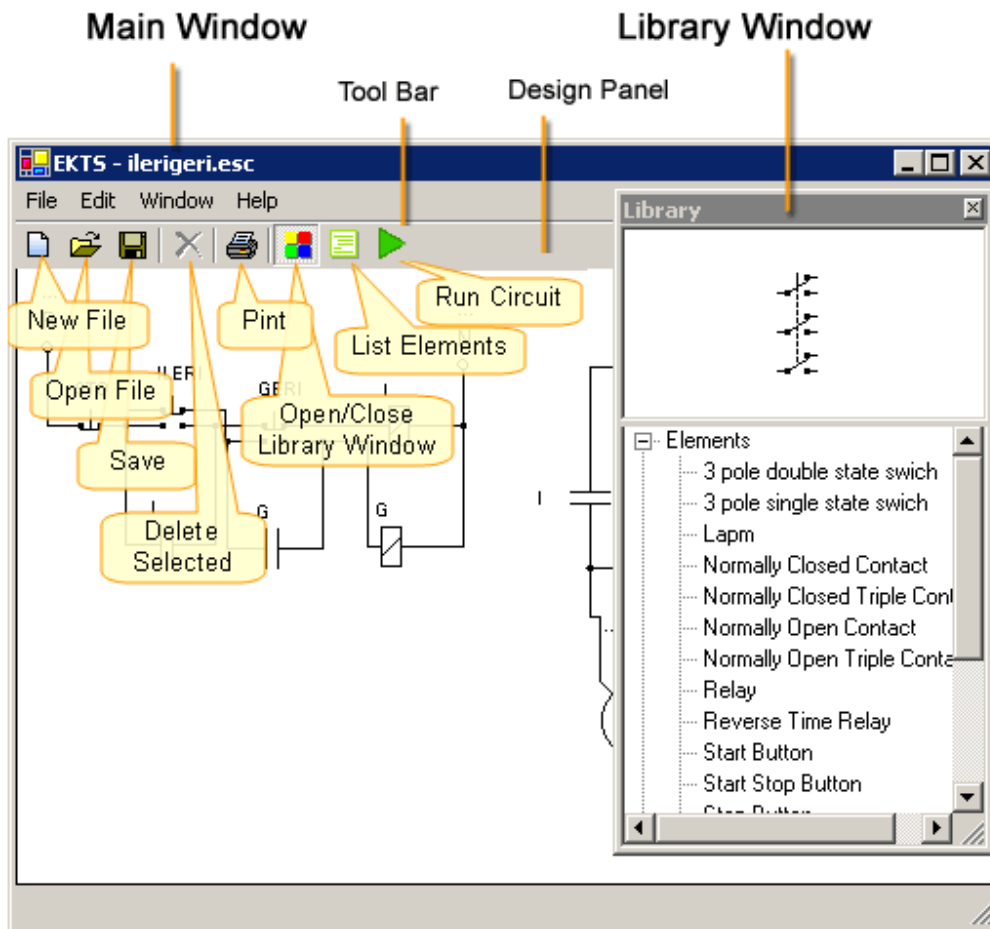 Main Window
Library Window
Tool Bar
Design Panel
EKTS - ilerigeri.esc
File Edit Window Help
Library
New File
Pint
Run Circuit
List Elements
Open File
ILERI
GERI
Open/Close
Library Window
Save
Delete
Selected
G
G
I
Elements
3 pole double state swich
3 pole single state swich
Lapm
Normally Closed Contact
Normally Closed Triple Cont
Normally Open Contact
Normally Open Triple Conta
Relay
Reverse Time Relay
Start Button
Start Stop Button
Stop Button